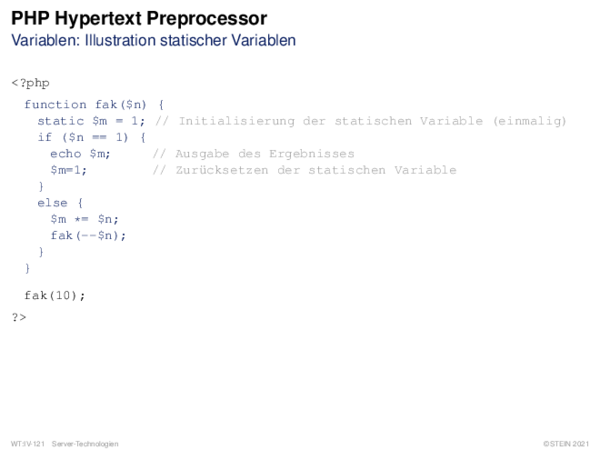 PHP Hypertext Preprocessor
Variablen: Illustration statischer Variablen
<?php
function fak($n) {
static $m = 1; // Initialisierung der statischen Variable (einmalig)
if ($n == 1) {
echo $m; // Ausgabe des Ergebnisses
$m=1; // Zurücksetzen der statischen Variable
}
else {
$m *= $n;
fak(--$n);
}
}
fak(10);
?>
WT:IV-121 Server-Technologien ©STEIN 2021